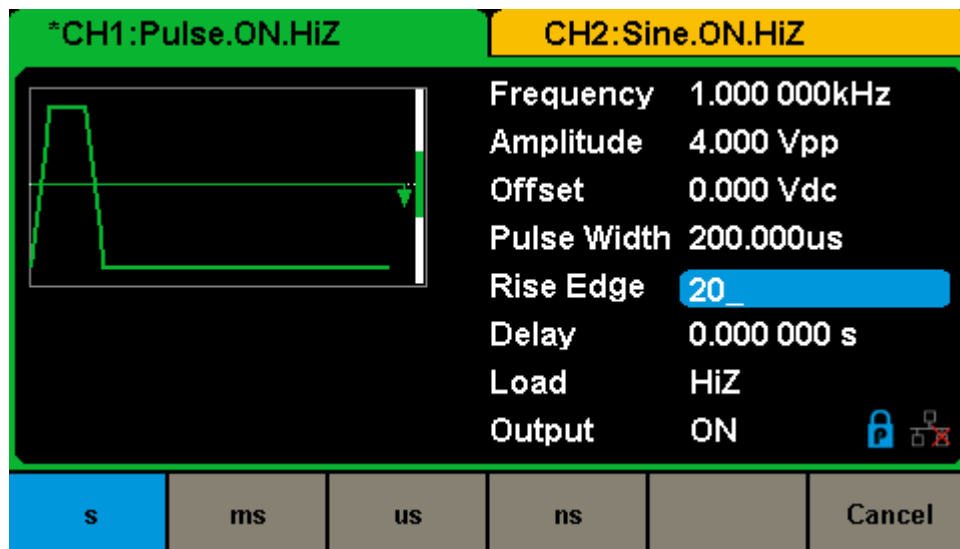 *CH1:Pulse.ON.HiZ
CH2:Sine.ON.HiZ
Frequency 1.000 000kHz
Amplitude 4.000 Vpp
Offset 0.000 Vdc
Pulse Width 200.000us
Rise Edge 20_
Delay 0.000 000 s
Load HiZ
Output ON
P
s ms us ns Cancel